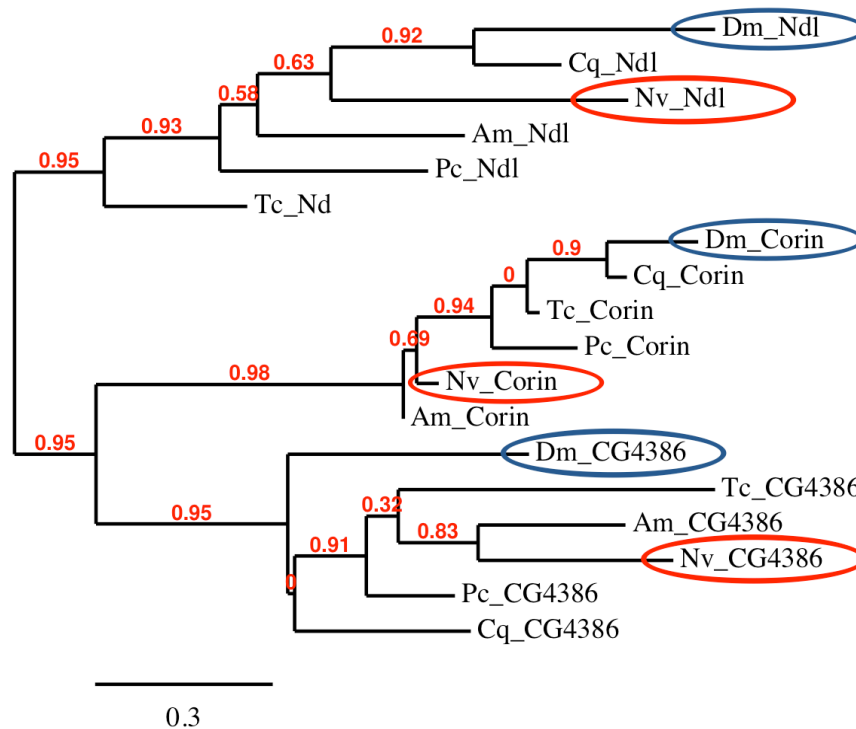 Dm_Ndl
0.92
0.63
Cq_Ndl
0.58
Nv_Ndl
0.93
Am_Ndl
0.95
Pc_Ndl
Tc_Nd
Dm_Corin
0.9
Cq_Corin
0
Tc_Corin
0.94
0.69
Pc_Corin
0.98
Nv_Corin
Am_Corin
0.95
Dm_CG4386
Tc_CG4386
0.32
0.95
Am_CG4386
0.83
0.91
Nv_CG4386
0
Pc_CG4386
Cq_CG4386
0.3